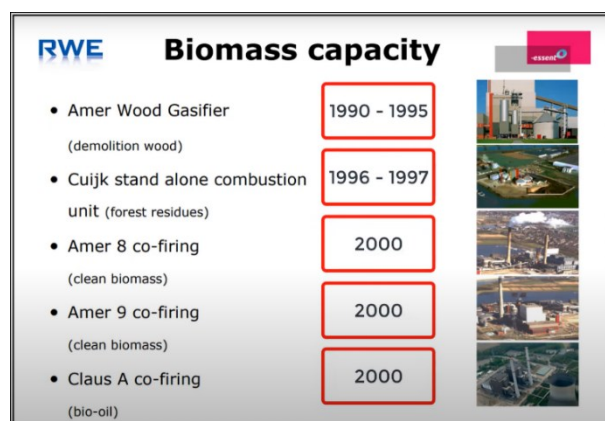 RWE
Biomass capacity
essent
• Amer Wood Gasifier
(demolition wood)
1990 - 1995
• Cuijk stand alone combustion
unit (forest residues)
1996 - 1997
• Amer 8 co-firing
(clean biomass)
2000
• Amer 9 co-firing
(clean biomass)
2000
• Claus A co-firing
(bio-oil)
2000